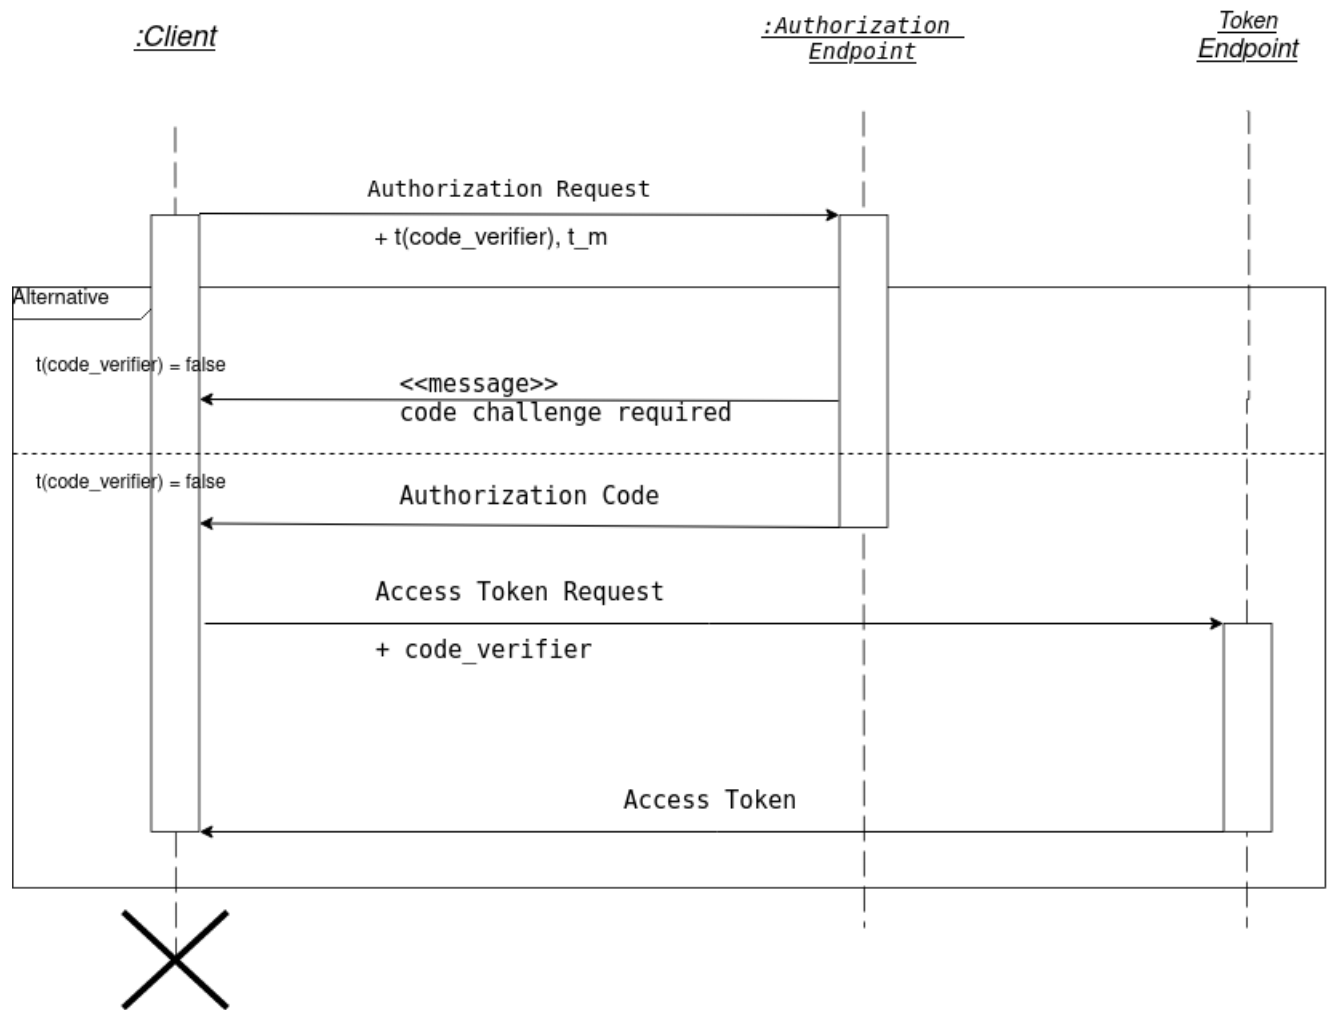 :Client
:Authorization
Endpoint
Token
Endpoint
Authorization Request
+ t(code_verifier), t_m
Alternative
t(code_verifier) = false
<<message>>
code challenge required
t(code_verifier) = false
Authorization Code
Access Token Request
+ code_verifier
Access Token